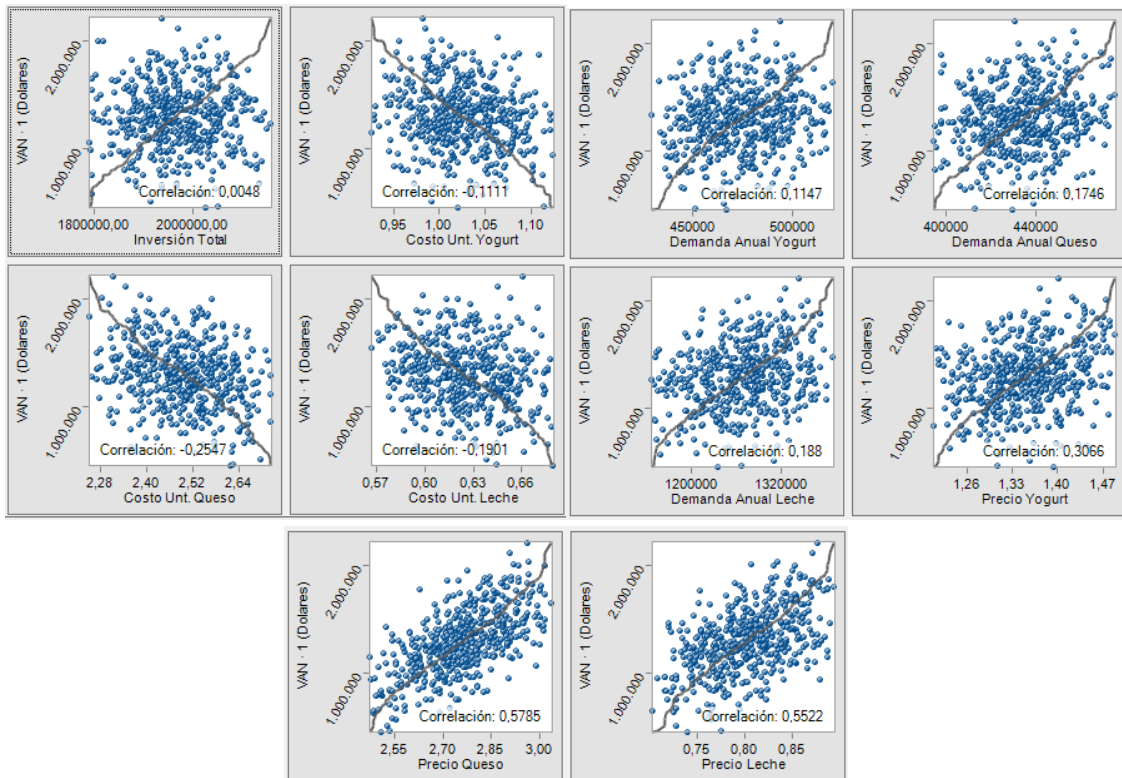 VAN · 1 (Dolares)
2.000.000
1.000.000
Correlación: 0,0048
1800000,00 2000000,00
Inversión Total
VAN · 1 (Dolares)
2.000.000
1.000.000
Correlación: -0,1111
0,95 1,00 1,05 1,10
Costo Unt. Yogurt
VAN · 1 (Dolares)
2.000.000
1.000.000
Correlación: 0,1147
450000 500000
Demanda Anual Yogurt
VAN · 1 (Dolares)
2.000.000
1.000.000
Correlación: 0,1746
400000 440000
Demanda Anual Queso
VAN · 1 (Dolares)
2.000.000
1.000.000
Correlación: -0,2547
2,28 2,40 2,52 2,64
Costo Unt. Queso
VAN · 1 (Dolares)
2.000.000
1.000.000
Correlación: -0,1901
0,57 0,60 0,63 0,66
Costo Unt. Leche
VAN · 1 (Dolares)
2.000.000
1.000.000
Correlación: 0,188
1200000 1320000
Demanda Anual Leche
VAN · 1 (Dolares)
2.000.000
1.000.000
Correlación: 0,3066
1,26 1,33 1,40 1,47
Precio Yogurt
VAN · 1 (Dolares)
2.000.000
1.000.000
Correlación: 0,5785
2,55 2,70 2,85 3,00
Precio Queso
VAN · 1 (Dolares)
2.000.000
1.000.000
Correlación: 0,5522
0,75 0,80 0,85
Precio Leche